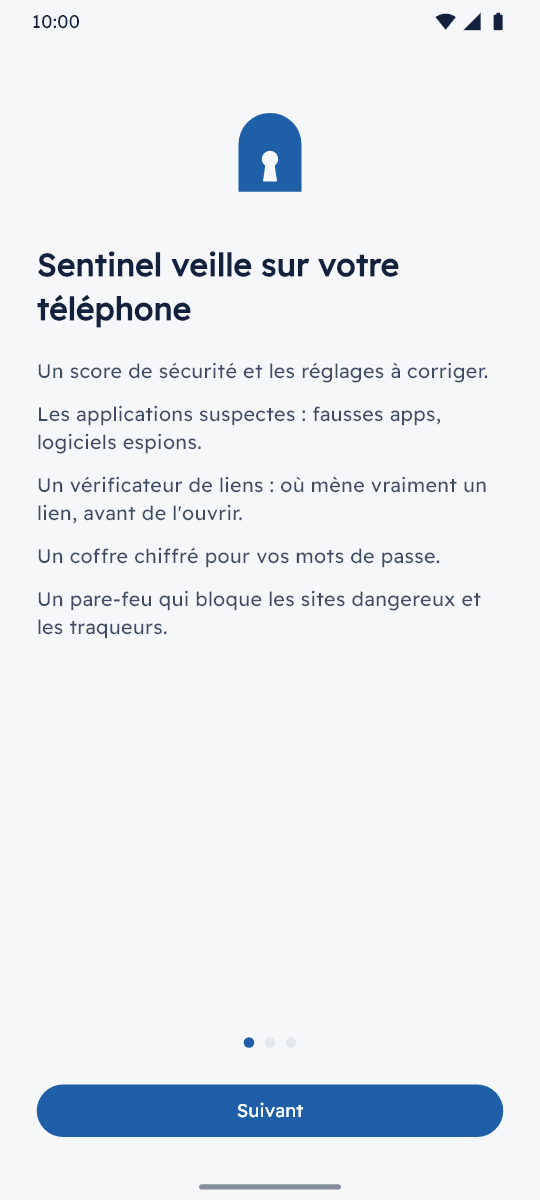 10:00
Sentinel veille sur votre
téléphone
Un score de sécurité et les réglages à corriger.
Les applications suspectes : fausses apps,
logiciels espions.
Un vérificateur de liens : où mène vraiment un
lien, avant de l'ouvrir.
Un coffre chiffré pour vos mots de passe.
Un pare-feu qui bloque les sites dangereux et
les traqueurs.
Suivant